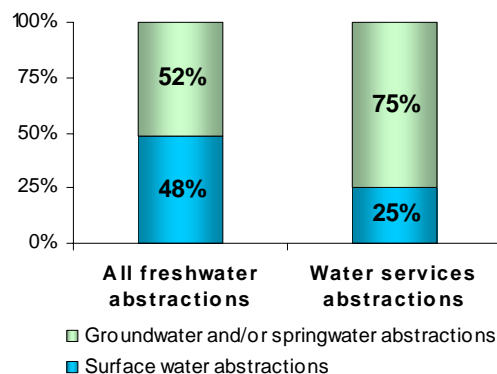 100%
75%
50%
25%
0%
52%
48%
75%
25%
All freshwater
abstractions
Water services
abstractions
Groundwater and/or springwater abstractions
Surface water abstractions